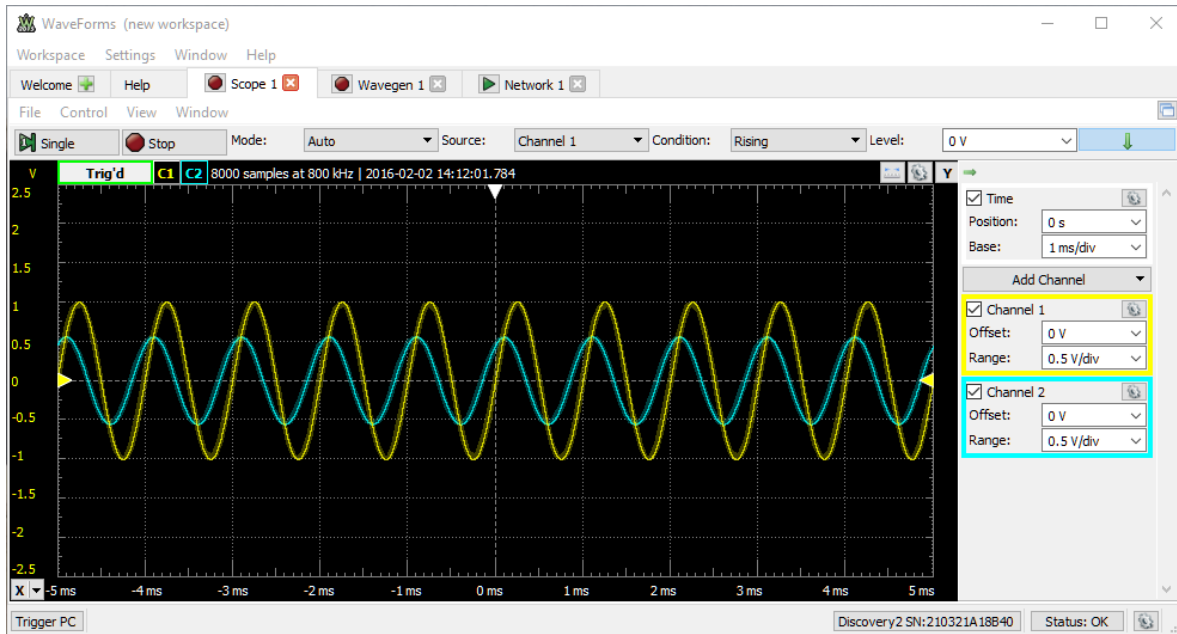 WaveForms (new workspace)
Workspace Settings Window Help
Welcome Help Scope 1 Wavegen 1 Network 1
File Control View Window
Single Stop Mode: Auto Source: Channel 1 Condition: Rising Level: 0 V
V Trig'd C1 C2 8000 samples at 800 kHz | 2016-02-02 14:12:01.784 Y
2.5
2
1.5
1
0.5
0
-0.5
-1
-1.5
-2
-2.5
X -5 ms -4 ms -3 ms -2 ms -1 ms 0 ms 1 ms 2 ms 3 ms 4 ms 5 ms
Time
Position: 0 s
Base: 1 ms/div
Add Channel
Channel 1
Offset: 0 V
Range: 0.5 V/div
Channel 2
Offset: 0 V
Range: 0.5 V/div
Trigger PC Discovery2 SN:210321A18B40 Status: OK